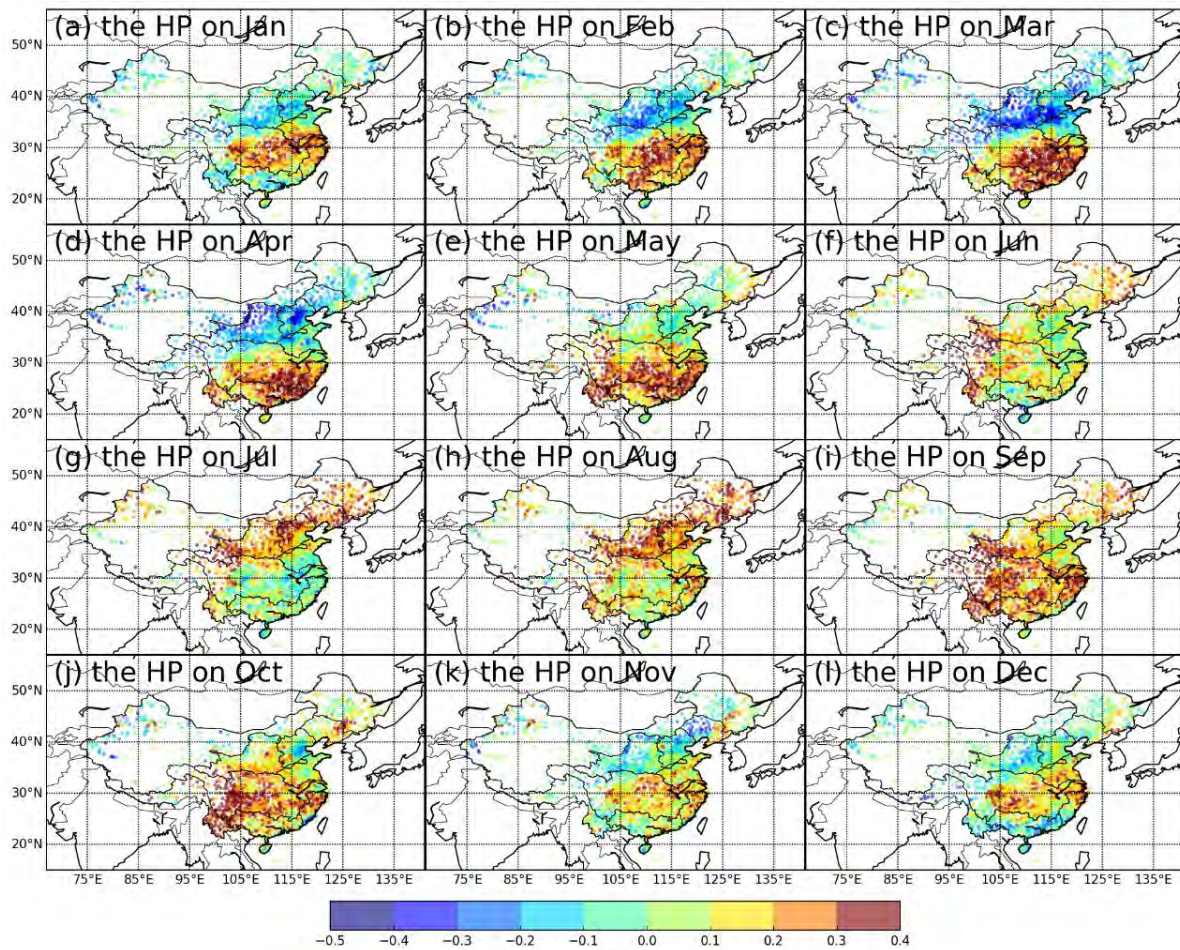 (a) the HP on Jan
(b) the HP on Feb
(c) the HP on Mar
50°N
40°N
30°N
20°N
(d) the HP on Apr
(e) the HP on May
(f) the HP on Jun
50°N
40°N
30°N
20°N
(g) the HP on Jul
(h) the HP on Aug
(i) the HP on Sep
50°N
40°N
30°N
20°N
(j) the HP on Oct
(k) the HP on Nov
(l) the HP on Dec
50°N
40°N
30°N
20°N
75°E 85°E 95°E 105°E 115°E 125°E 135°E 75°E 85°E 95°E 105°E 115°E 125°E 135°E 75°E 85°E 95°E 105°E 115°E 125°E 135°E
−0.5 −0.4 −0.3 −0.2 −0.1 0.0 0.1 0.2 0.3 0.4